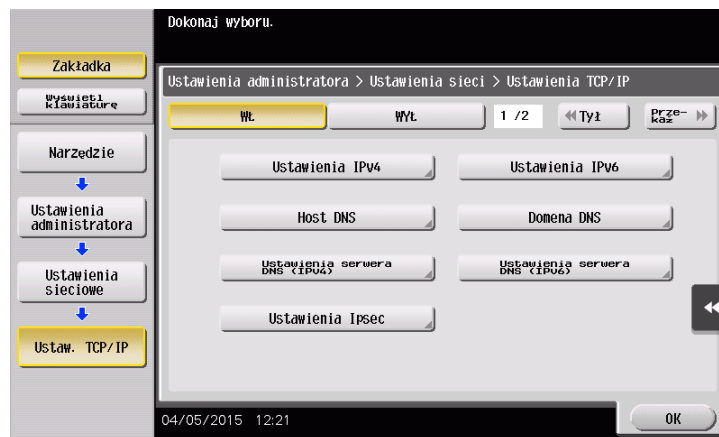 Dokonaj wyboru.
Zakładka
Wyświetl
klawiaturę
Ustawienia administratora > Ustawienia sieci > Ustawienia TCP/IP
WŁ
WYŁ
1 /2
Tył
Prze-
kaz
Narzędzie
Ustawienia IPv4
Ustawienia IPv6
Ustawienia
administratora
Host DNS
Domena DNS
Ustawienia serwera
DNS (IPv4)
Ustawienia serwera
DNS (IPv6)
Ustawienia
sieciowe
Ustawienia Ipsec
Ustaw. TCP/IP
04/05/2015 12:21
OK